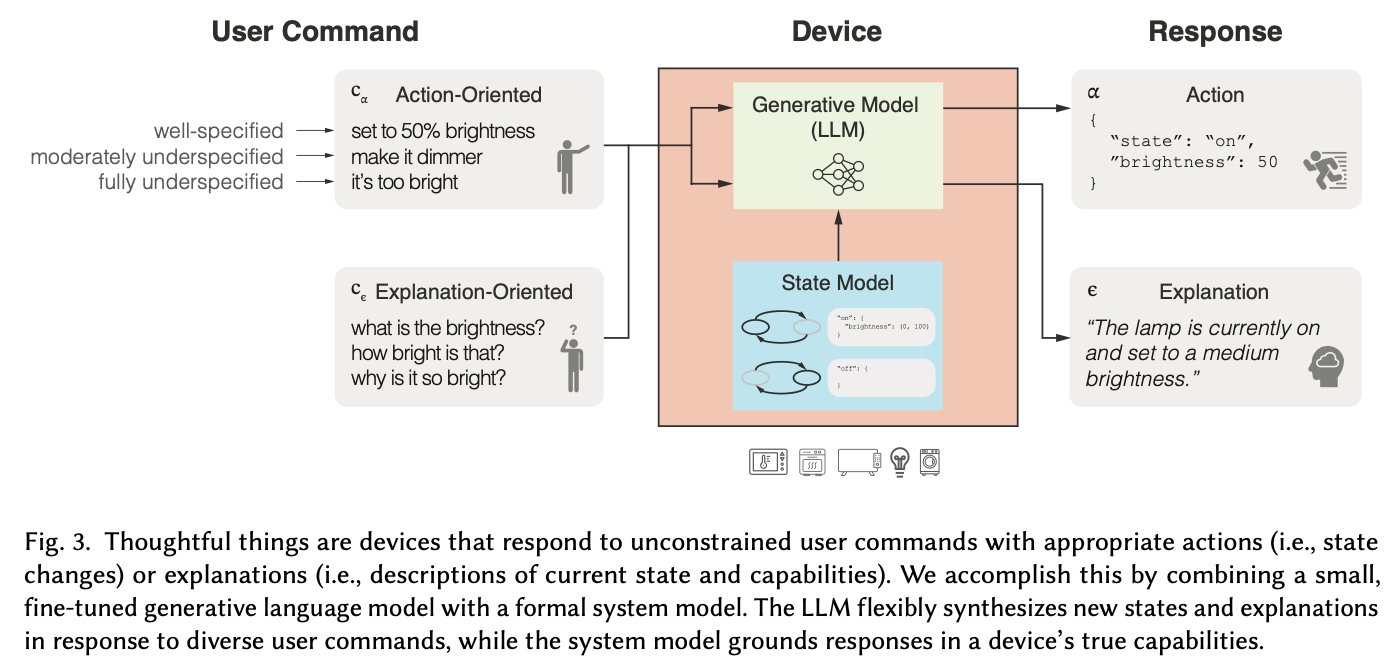 User Command
Device
Response
c_α Action-Oriented
well-specified
moderately underspecified
fully underspecified
set to 50% brightness
make it dimmer
it's too bright
c_ϵ Explanation-Oriented
?
what is the brightness?
how bright is that?
why is it so bright?
Generative Model
(LLM)
State Model
"on": {
"brightness": (0, 100)
}
"off": {
}
α Action
{
“state”: “on”,
”brightness”: 50
}
ϵ Explanation
“The lamp is currently on
and set to a medium
brightness.”
Fig. 3. Thoughtful things are devices that respond to unconstrained user commands with appropriate actions (i.e., state
changes) or explanations (i.e., descriptions of current state and capabilities). We accomplish this by combining a small,
fine-tuned generative language model with a formal system model. The LLM flexibly synthesizes new states and explanations
in response to diverse user commands, while the system model grounds responses in a device’s true capabilities.